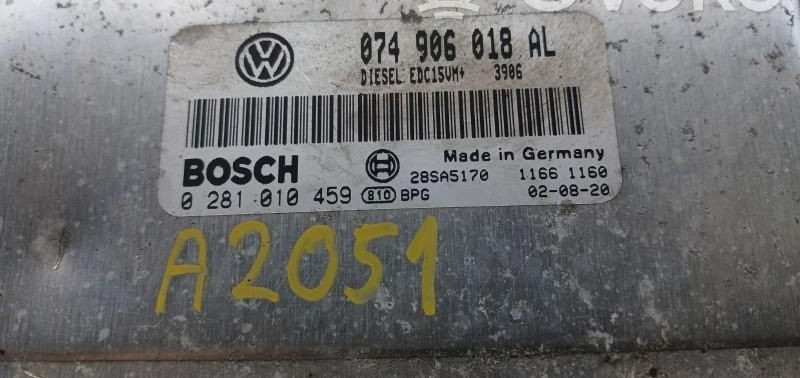 074 906 018 AL
DIESEL EDC15VM+ 3906
BOSCH
Made in Germany
28SA5170 1166 1160
0 281 010 459 810 BPG 02-08-20
A2051